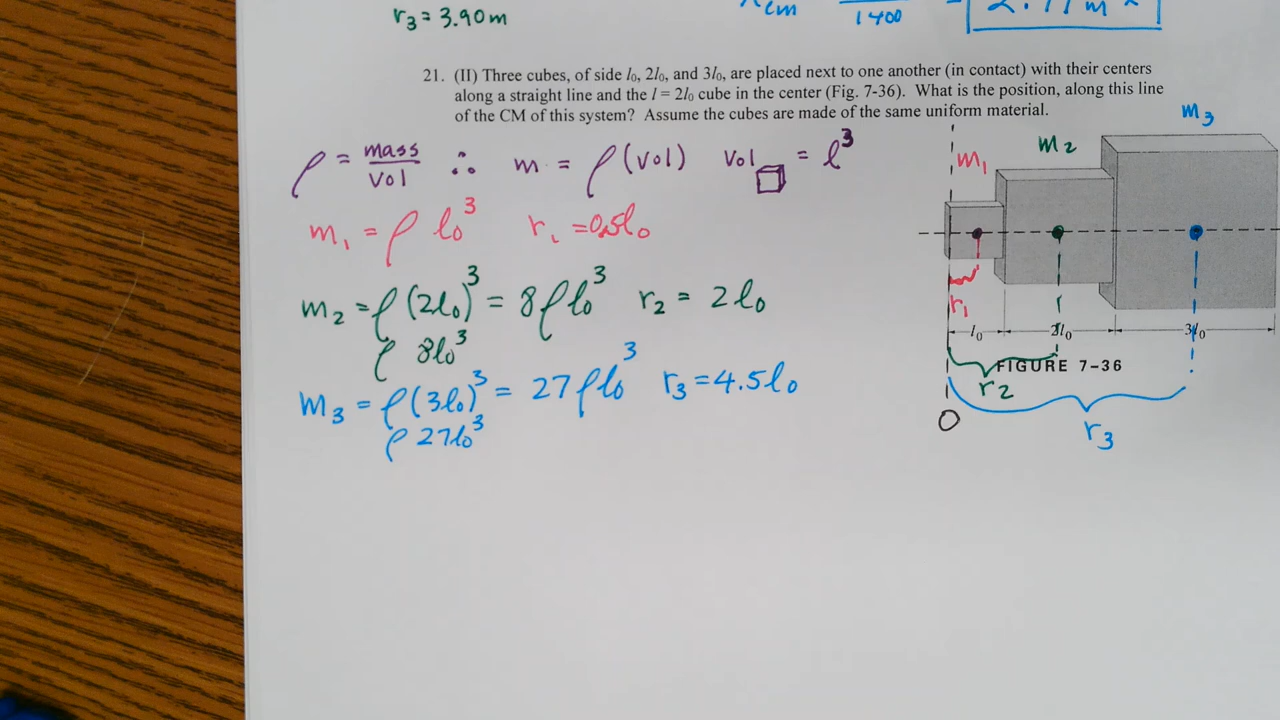 r₃ = 3.90m
1400
21. (II) Three cubes, of side l₀, 2l₀, and 3l₀, are placed next to one another (in contact) with their centers
along a straight line and the l = 2l₀ cube in the center (Fig. 7-36). What is the position, along this line
of the CM of this system? Assume the cubes are made of the same uniform material.
ρ = mass/vol ∴ m = ρ(vol) vol = l³
m₁ = ρ l₀³ r₁ = 0.5l₀
m₂ = ρ(2l₀)³ = 8ρl₀³ r₂ = 2l₀
ρ 8l₀³
m₃ = ρ(3l₀)³ = 27ρl₀³ r₃ = 4.5l₀
ρ 27l₀³
m₁ m₂ m₃
r₁
l₀ 2l₀ 3l₀
FIGURE 7-36
r₂
O
r₃